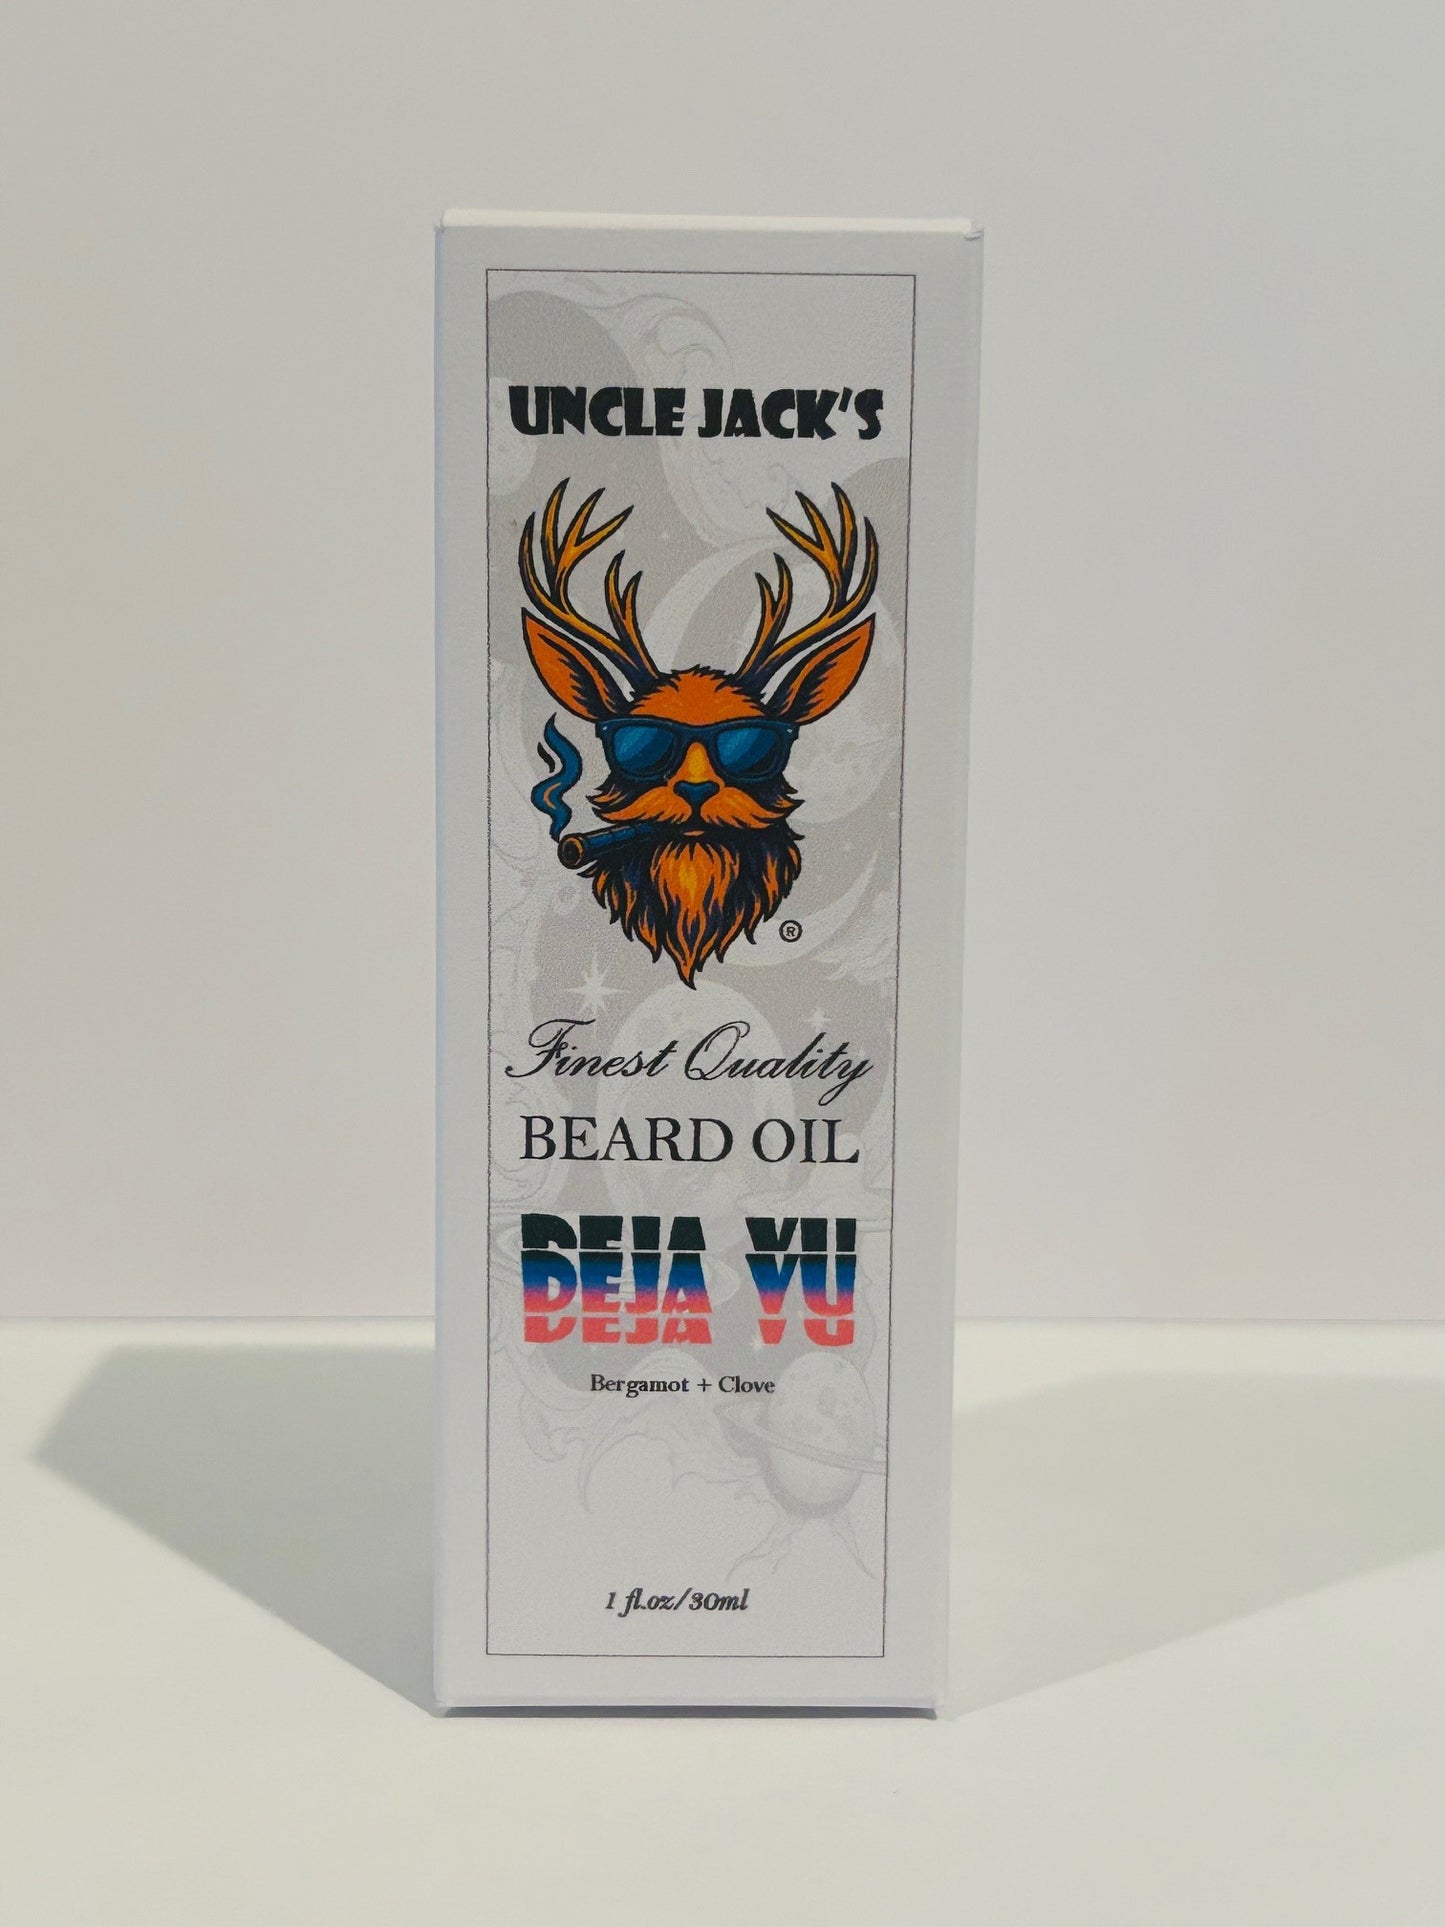 UNCLE JACK'S
®
Finest Quality
BEARD OIL
DEJA VU
Bergamot + Clove
1 fl.oz/30ml